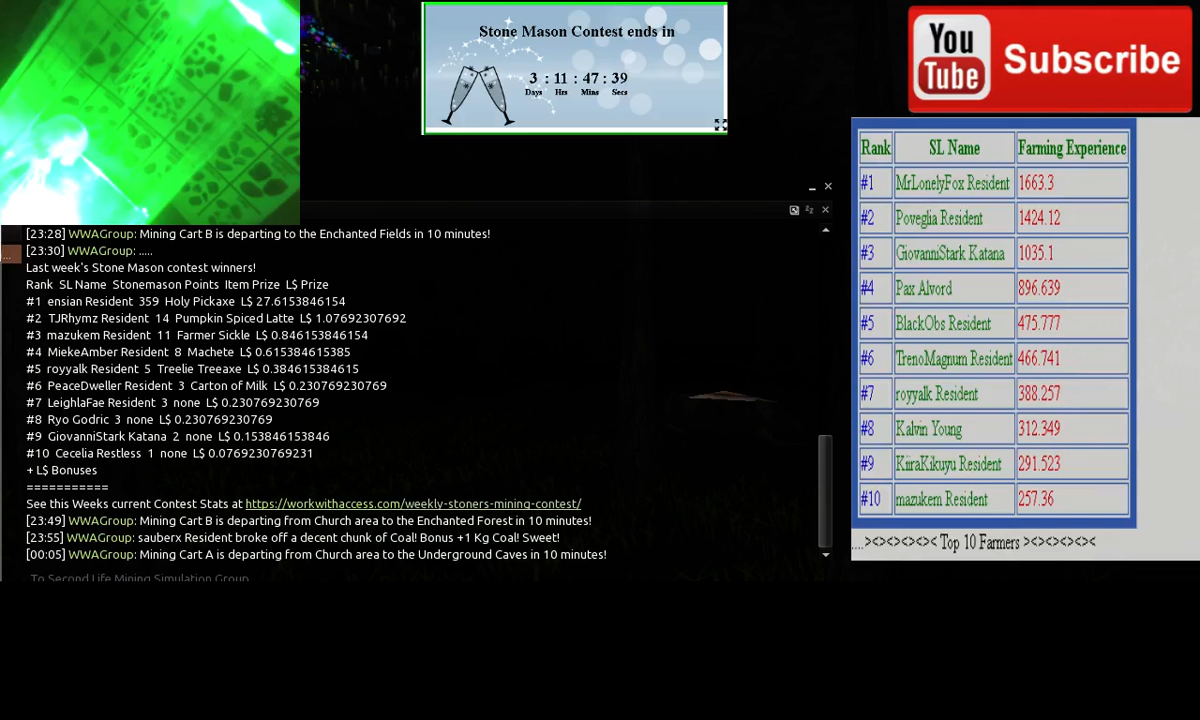 Stone Mason Contest ends in
3 : 11 : 47 : 39
Days Hrs Mins Secs
You Tube Subscribe
[23:28] WWAGroup: Mining Cart B is departing to the Enchanted Fields in 10 minutes!
[23:30] WWAGroup: .....
Last week's Stone Mason contest winners!
Rank SL Name Stonemason Points Item Prize L$ Prize
#1 ensian Resident 359 Holy Pickaxe L$ 27.6153846154
#2 TJRhymz Resident 14 Pumpkin Spiced Latte L$ 1.07692307692
#3 mazukem Resident 11 Farmer Sickle L$ 0.846153846154
#4 MiekeAmber Resident 8 Machete L$ 0.615384615385
#5 royyalk Resident 5 Treelie Treeaxe L$ 0.384615384615
#6 PeaceDweller Resident 3 Carton of Milk L$ 0.230769230769
#7 LeighlaFae Resident 3 none L$ 0.230769230769
#8 Ryo Godric 3 none L$ 0.230769230769
#9 GiovanniStark Katana 2 none L$ 0.153846153846
#10 Cecelia Restless 1 none L$ 0.0769230769231
+ L$ Bonuses
===========
See this Weeks current Contest Stats at https://workwithaccess.com/weekly-stoners-mining-contest/
[23:49] WWAGroup: Mining Cart B is departing from Church area to the Enchanted Forest in 10 minutes!
[23:55] WWAGroup: sauberx Resident broke off a decent chunk of Coal! Bonus +1 Kg Coal! Sweet!
[00:05] WWAGroup: Mining Cart A is departing from Church area to the Underground Caves in 10 minutes!
To Second Life Mining Simulation Group
Rank SL Name Farming Experience
#1 MrLonelyFox Resident 1663.3
#2 Poveglia Resident 1424.12
#3 GiovanniStark Katana 1035.1
#4 Pax Alvord 896.639
#5 BlackObs Resident 475.777
#6 TrenoMagnum Resident 466.741
#7 royyalk Resident 388.257
#8 Kalvin Young 312.349
#9 KiiraKikuyu Resident 291.523
#10 mazukem Resident 257.36
....><><><><>< Top 10 Farmers ><><><><><